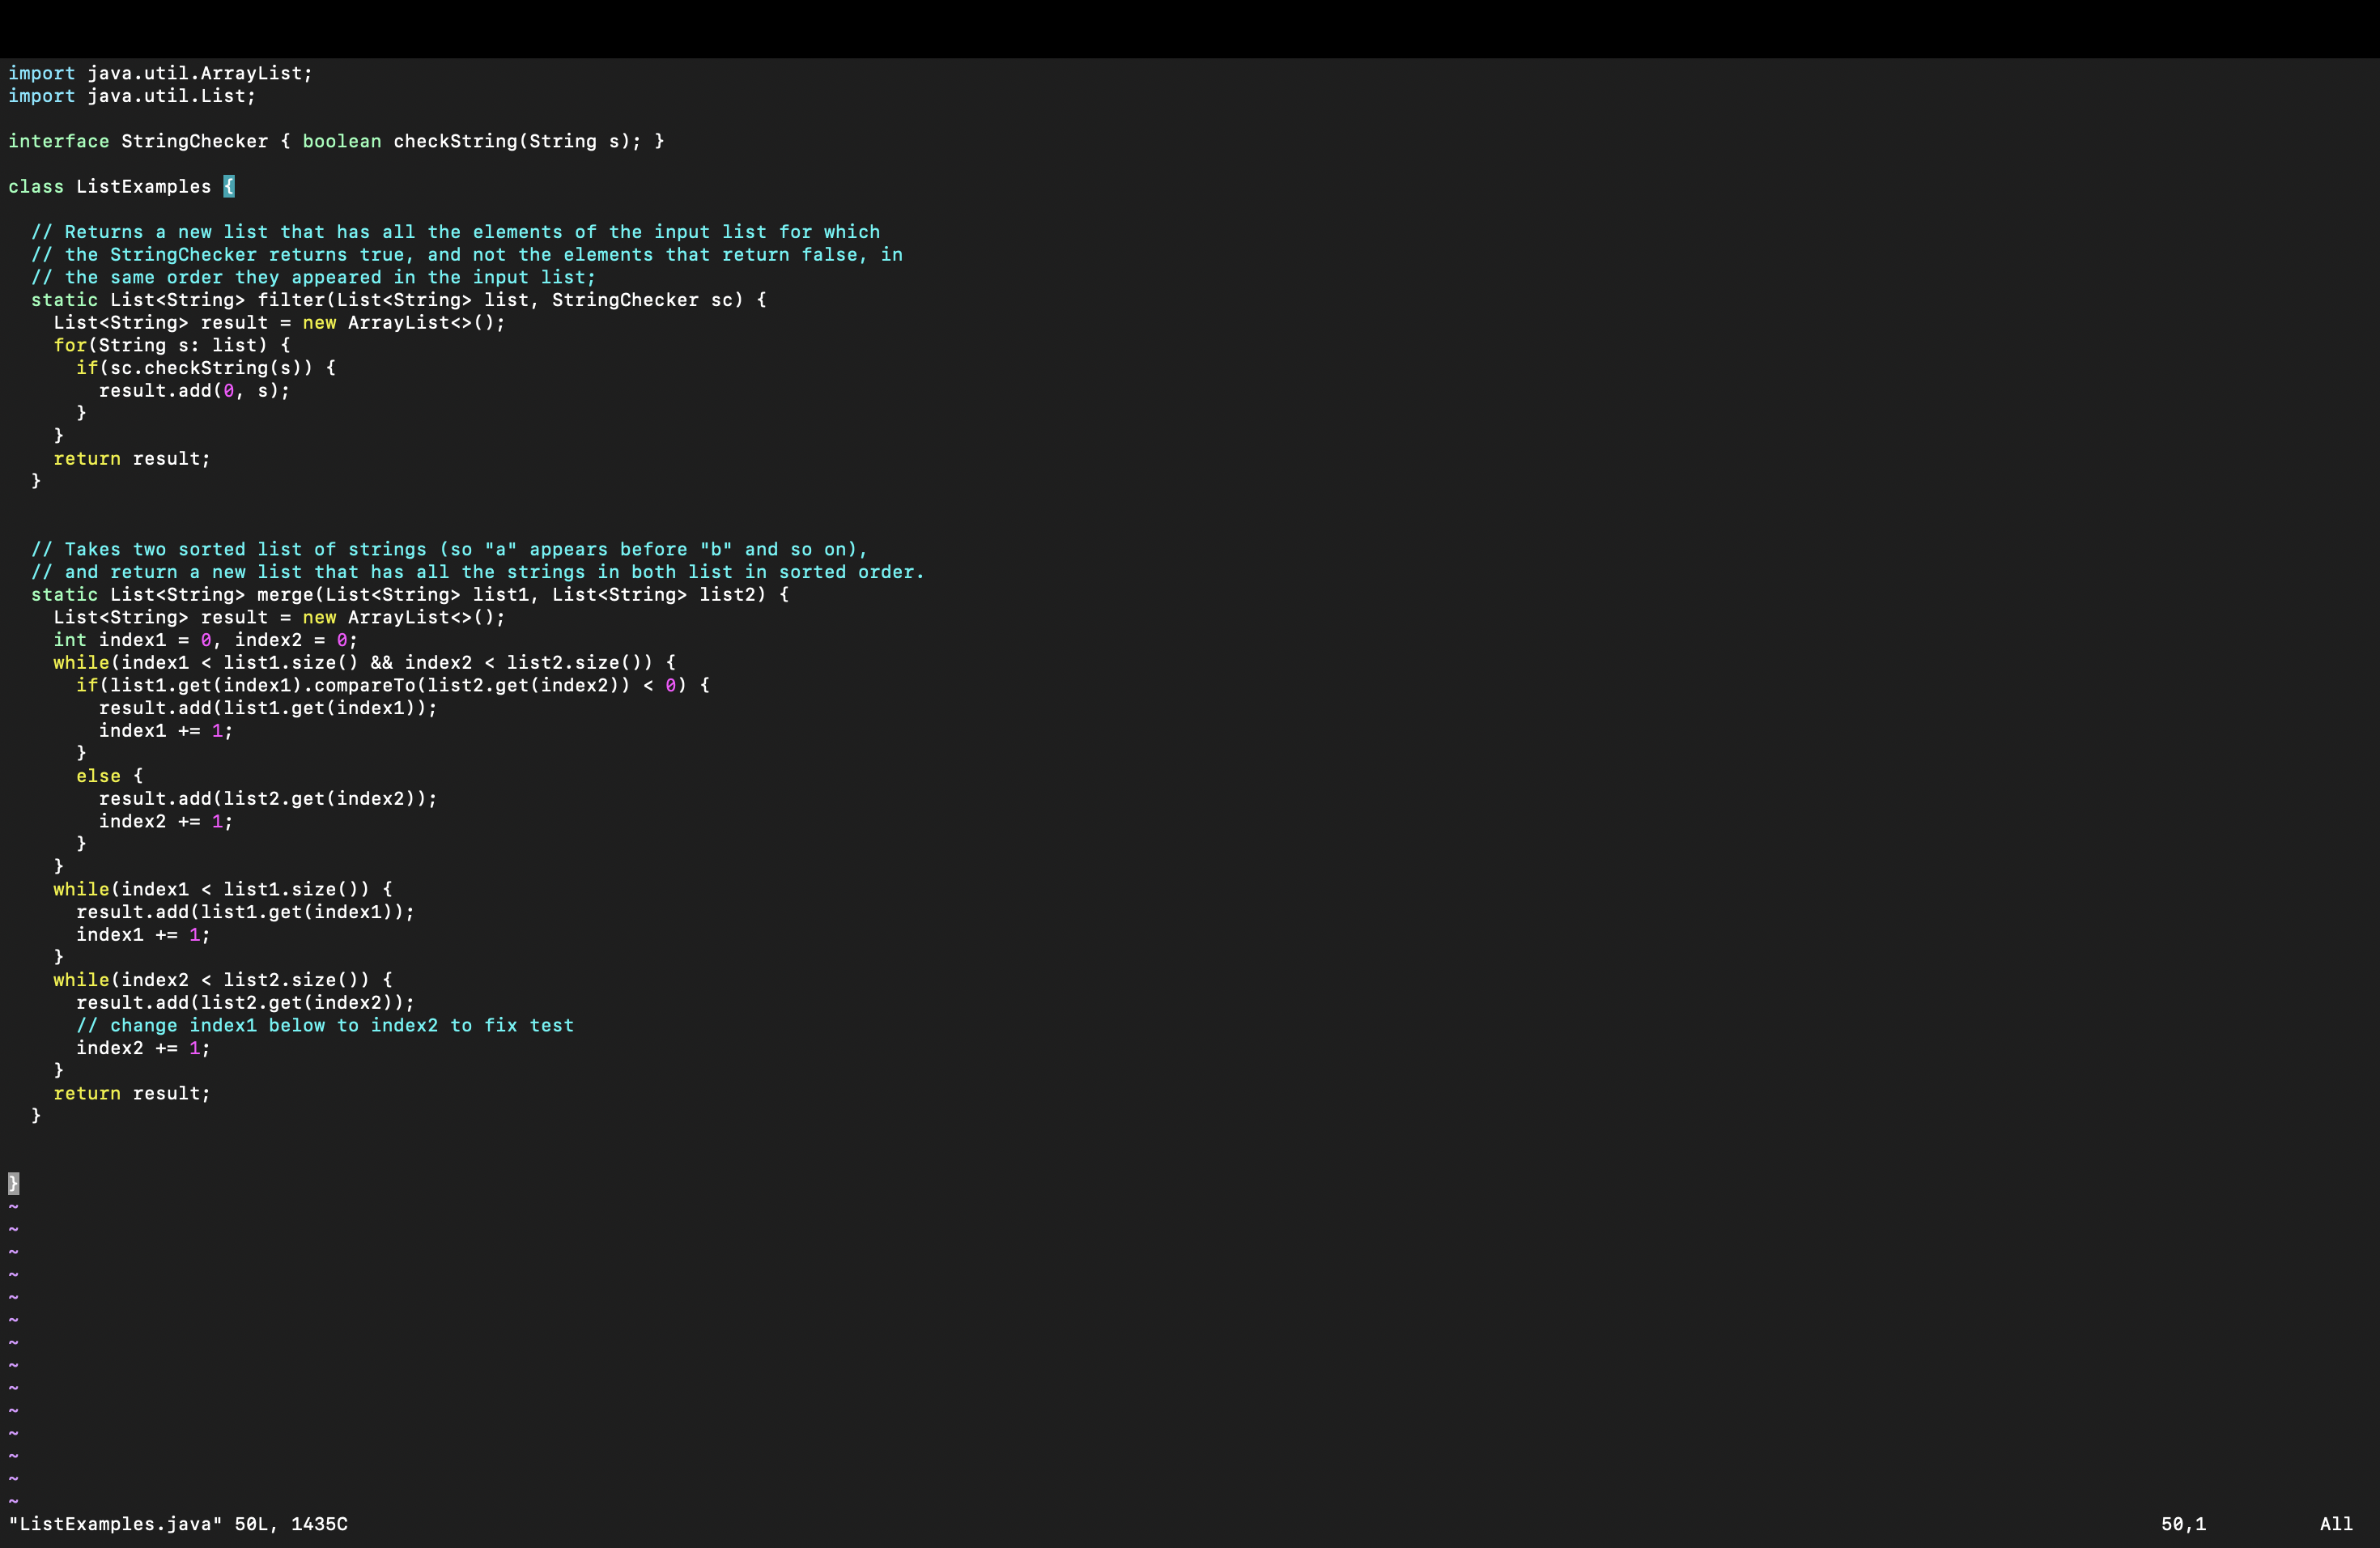 import java.util.ArrayList;
import java.util.List;

interface StringChecker { boolean checkString(String s); }

class ListExamples {

  // Returns a new list that has all the elements of the input list for which
  // the StringChecker returns true, and not the elements that return false, in
  // the same order they appeared in the input list;
  static List<String> filter(List<String> list, StringChecker sc) {
    List<String> result = new ArrayList<>();
    for(String s: list) {
      if(sc.checkString(s)) {
        result.add(0, s);
      }
    }
    return result;
  }


  // Takes two sorted list of strings (so "a" appears before "b" and so on),
  // and return a new list that has all the strings in both list in sorted order.
  static List<String> merge(List<String> list1, List<String> list2) {
    List<String> result = new ArrayList<>();
    int index1 = 0, index2 = 0;
    while(index1 < list1.size() && index2 < list2.size()) {
      if(list1.get(index1).compareTo(list2.get(index2)) < 0) {
        result.add(list1.get(index1));
        index1 += 1;
      }
      else {
        result.add(list2.get(index2));
        index2 += 1;
      }
    }
    while(index1 < list1.size()) {
      result.add(list1.get(index1));
      index1 += 1;
    }
    while(index2 < list2.size()) {
      result.add(list2.get(index2));
      // change index1 below to index2 to fix test
      index2 += 1;
    }
    return result;
  }


}
~
~
~
~
~
~
~
~
~
~
~
~
~
~
"ListExamples.java" 50L, 1435C 50,1 All